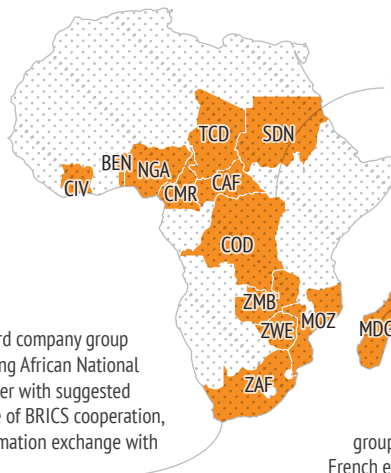 TCD
SDN
BEN
NGA
CIV
CMR
CAF
COD
ZMB
MOZ
ZWE
MDG
ZAF
rd company group
ng African National
er with suggested
e of BRICS cooperation,
mation exchange with
group
French e